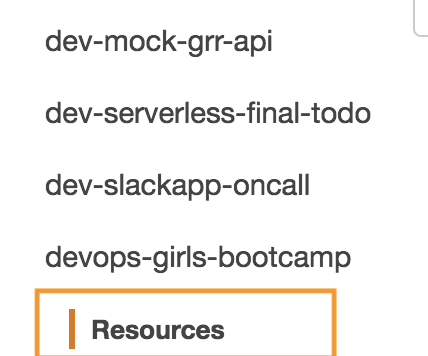 dev-mock-grr-api
dev-serverless-final-todo
dev-slackapp-oncall
devops-girls-bootcamp
Resources